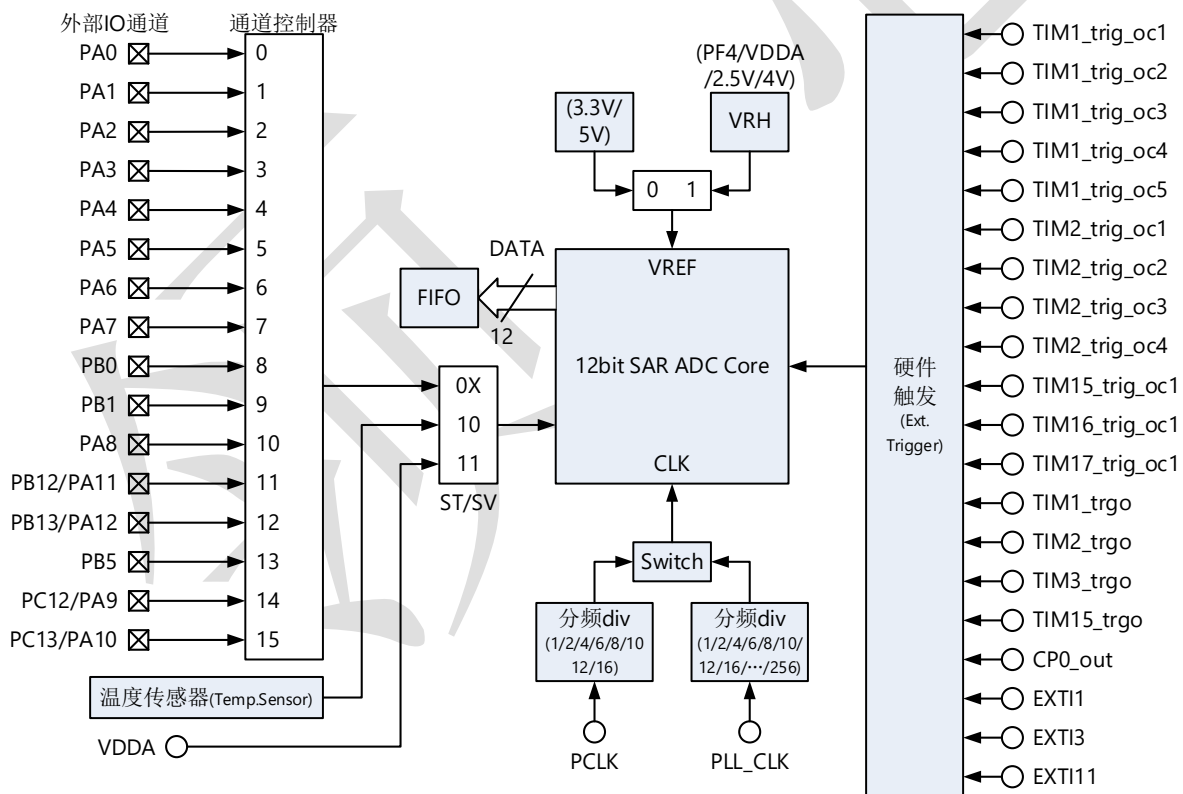 外部IO通道
通道控制器
PA0
0
PA1
1
PA2
2
PA3
3
PA4
4
PA5
5
PA6
6
PA7
7
PB0
8
PB1
9
PA8
10
PB12/PA11
11
PB13/PA12
12
PB5
13
PC12/PA9
14
PC13/PA10
15
温度传感器(Temp.Sensor)
VDDA
0X
10
11
ST/SV
FIFO
DATA
12
(3.3V/
5V)
(PF4/VDDA
/2.5V/4V)
VRH
0 1
VREF
12bit SAR ADC Core
CLK
Switch
分频div
(1/2/4/6/8/10
12/16)
分频div
(1/2/4/6/8/10/
12/16/…/256)
PCLK
PLL_CLK
硬件
触发
(Ext.
Trigger)
TIM1_trig_oc1
TIM1_trig_oc2
TIM1_trig_oc3
TIM1_trig_oc4
TIM1_trig_oc5
TIM2_trig_oc1
TIM2_trig_oc2
TIM2_trig_oc3
TIM2_trig_oc4
TIM15_trig_oc1
TIM16_trig_oc1
TIM17_trig_oc1
TIM1_trgo
TIM2_trgo
TIM3_trgo
TIM15_trgo
CP0_out
EXTI1
EXTI3
EXTI11